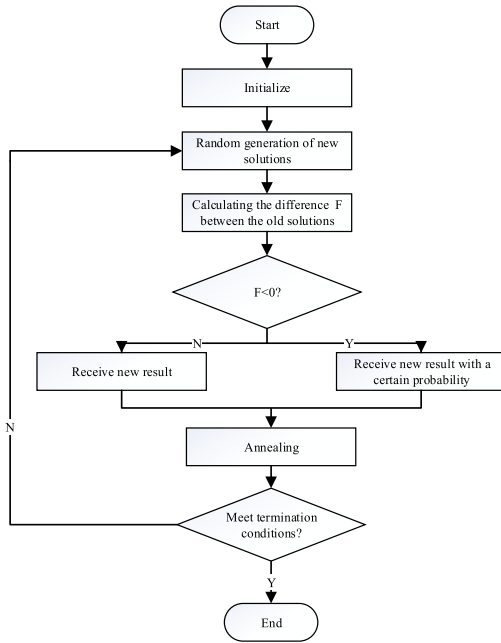 Start
Initialize
Random generation of new
solutions
Calculating the difference F
between the old solutions
F<0?
N
Y
Receive new result
Receive new result with a
certain probability
N
Annealing
Meet termination
conditions?
Y
End